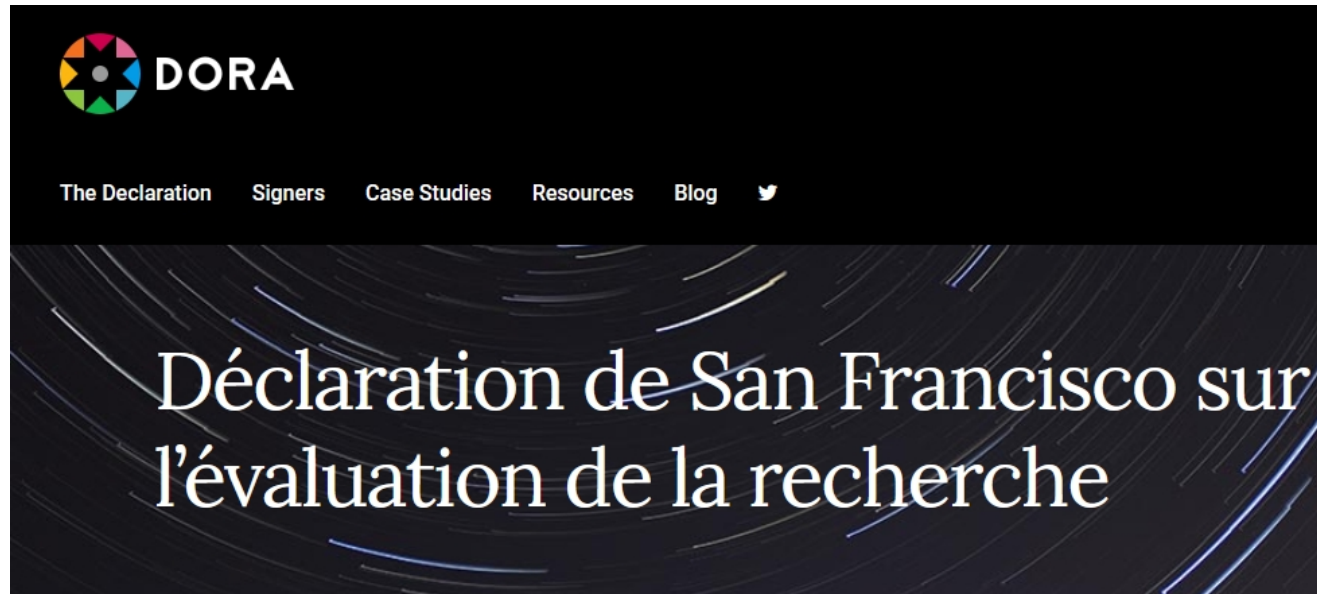 DORA
The Declaration Signers Case Studies Resources Blog
Déclaration de San Francisco sur
l’évaluation de la recherche